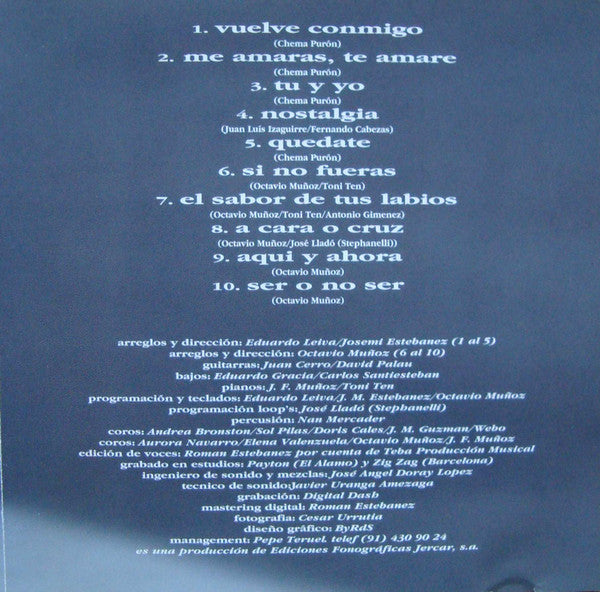 1. vuelve conmigo
(Chema Purón)
2. me amaras, te amare
(Chema Purón)
3. tu y yo
(Chema Purón)
4. nostalgia
(Juan Luís Izaguirre/Fernando Cabezas)
5. quedate
(Chema Purón)
6. si no fueras
(Octavio Muñoz/Toni Ten)
7. el sabor de tus labios
(Octavio Muñoz/Toni Ten/Antonio Gimenez)
8. a cara o cruz
(Octavio Muñoz/José Lladó (Stephanelli))
9. aqui y ahora
(Octavio Muñoz)
10. ser o no ser
(Octavio Muñoz)
arreglos y dirección: Eduardo Leiva/Josemi Estebanez (1 al 5)
arreglos y dirección: Octavio Muñoz (6 al 10)
guitarras: Juan Cerro/David Palau
bajos: Eduardo Gracia/Carlos Santiesteban
pianos: J. F. Muñoz/Toni Ten
programación y teclados: Eduardo Leiva/J. M. Estebanez/Octavio Muñoz
programación loop's: José Lladó (Stephanelli)
percusión: Nan Mercader
coros: Andrea Bronston/Sol Pilas/Doris Cales/J. M. Guzman/Webo
coros: Aurora Navarro/Elena Valenzuela/Octavio Muñoz/J. F. Muñoz
edición de voces: Roman Estebanez por cuenta de Teba Producción Musical
grabado en estudios: Payton (El Alamo) y Zig Zag (Barcelona)
ingeniero de sonido y mezclas: José Angel Doray Lopez
tecnico de sonido: Javier Uranga Amezaga
grabación: Digital Dash
mastering digital: Roman Estebanez
fotografia: Cesar Urrutia
diseño gráfico: ByRdS
management: Pepe Teruel, telef (91) 430 90 24
es una producción de Ediciones Fonográficas Jercar, s.a.